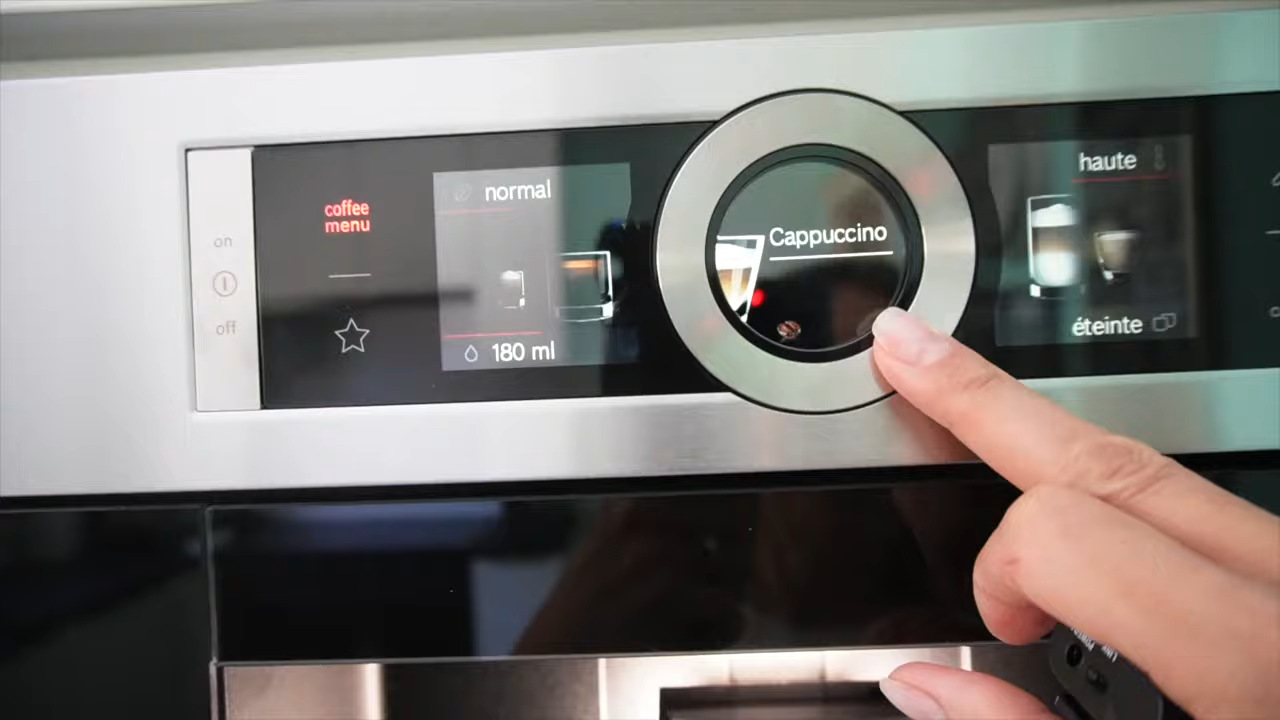 on
off
coffee
menu
normal
180 ml
Cappuccino
haute
éteinte